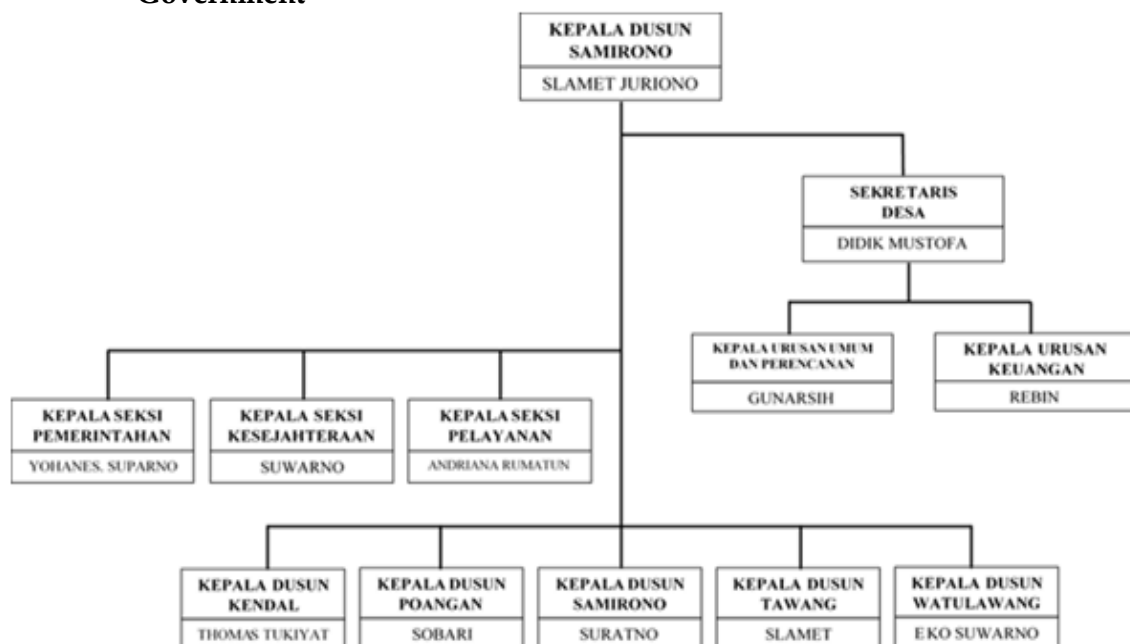 Government
KEPALA DUSUN
SAMIRONO
SLAMET JURIONO
SEKRETARIS
DESA
DIDIK MUSTOFA
KEPALA URUSAN UMUM
DAN PERENCANAN
GUNARSIH
KEPALA URUSAN
KEUANGAN
REBIN
KEPALA SEKSI
PEMERINTAHAN
YOHANES. SUPARNO
KEPALA SEKSI
KESEJAHTERAAN
SUWARNO
KEPALA SEKSI
PELAYANAN
ANDRIANA RUMATUN
KEPALA DUSUN
KENDAL
THOMAS TUKIYAT
KEPALA DUSUN
POANGAN
SOBARI
KEPALA DUSUN
SAMIRONO
SURATNO
KEPALA DUSUN
TAWANG
SLAMET
KEPALA DUSUN
WATULAWANG
EKO SUWARNO